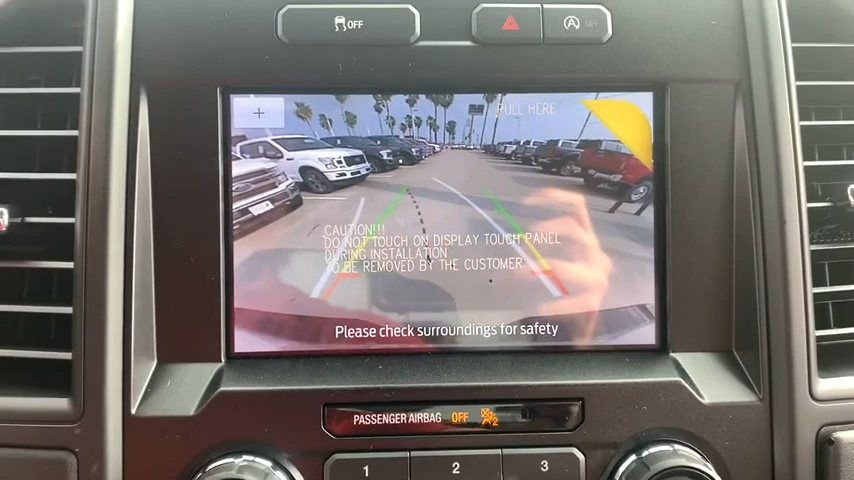 OFF
OFF
PULL HERE
CAUTION!!!
DO NOT TOUCH ON DISPLAY TOUCH PANEL
DURING INSTALLATION
TO BE REMOVED BY THE CUSTOMER
Please check surroundings for safety
PASSENGER AIRBAG OFF 2
1 2 3